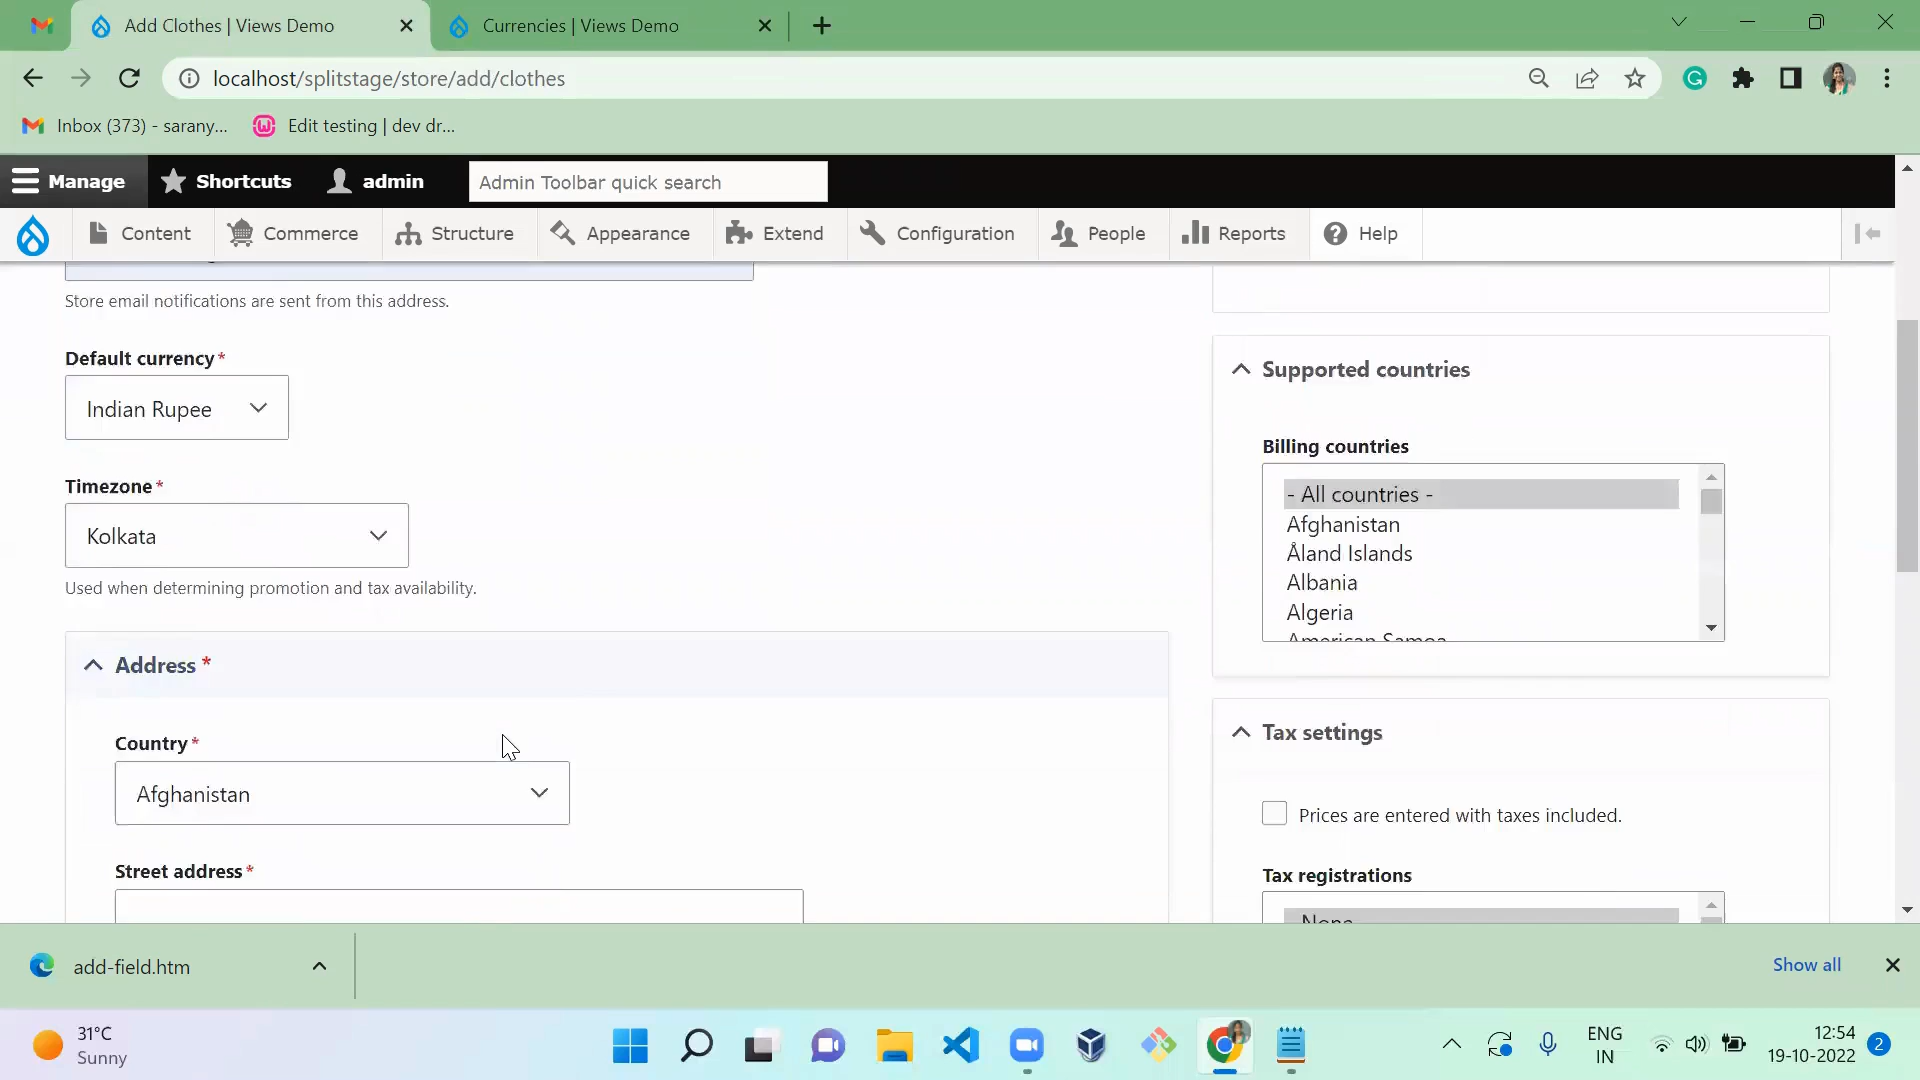 Add Clothes | Views Demo
Currencies | Views Demo
localhost/splitstage/store/add/clothes
Inbox (373) - sarany...
Edit testing | dev dr...
Manage
Shortcuts
admin
Admin Toolbar quick search
Content
Commerce
Structure
Appearance
Extend
Configuration
People
Reports
Help
Store email notifications are sent from this address.
Default currency*
Indian Rupee
Timezone*
Kolkata
Used when determining promotion and tax availability.
Address *
Country*
Afghanistan
Street address*
Supported countries
Billing countries
- All countries -
Afghanistan
Åland Islands
Albania
Algeria
American Samoa
Tax settings
Prices are entered with taxes included.
Tax registrations
None
add-field.htm
Show all
31°C
Sunny
ENG
IN
12:54
19-10-2022
2